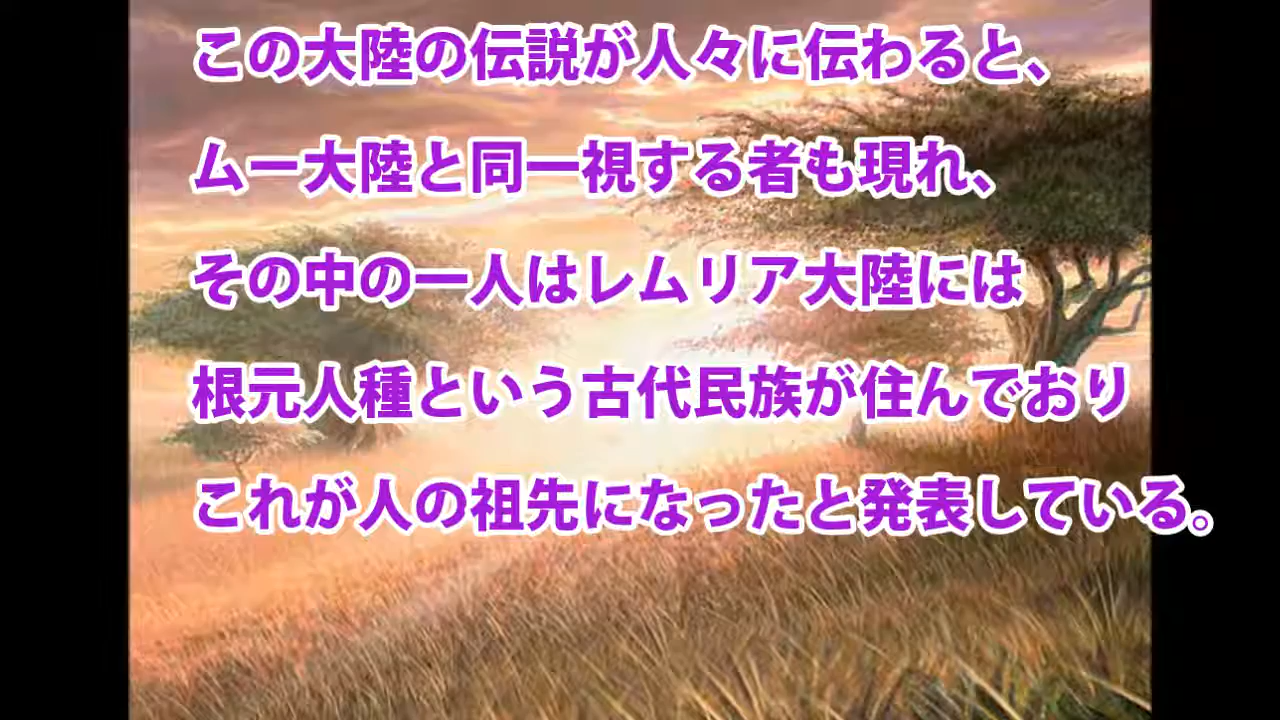 この大陸の伝説が人々に伝わると、
ムー大陸と同一視する者も現れ、
その中の一人はレムリア大陸には
根元人種という古代民族が住んでおり
これが人の祖先になったと発表している。